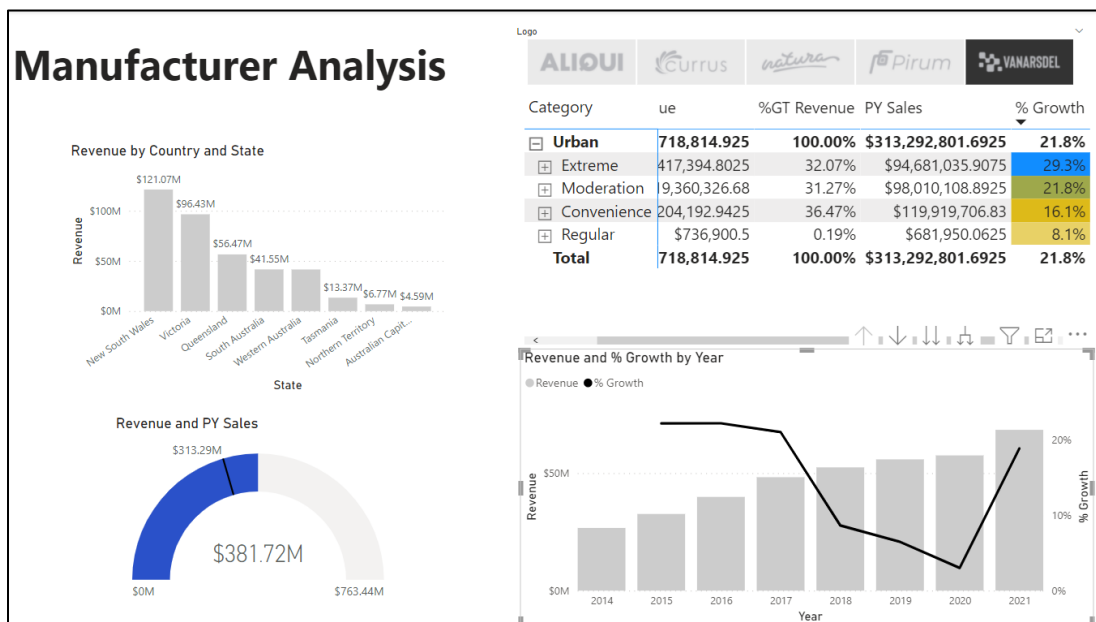 Manufacturer Analysis
Revenue by Country and State
$121.07M
$96.43M
$56.47M
$41.55M
$13.37M
$6.77M
$4.59M
$100M
$50M
$0M
Revenue
New South Wales
Victoria
Queensland
South Australia
Western Australia
Tasmania
Northern Territory
Australian Capit...
State
Revenue and PY Sales
$313.29M
$381.72M
$0M
$763.44M
Logo
ALIQUI currus natura Pirum VANARSDEL
Category ue %GT Revenue PY Sales % Growth
Urban 718,814.925 100.00% $313,292,801.6925 21.8%
Extreme 417,394.8025 32.07% $94,681,035.9075 29.3%
Moderation 19,360,326.68 31.27% $98,010,108.8925 21.8%
Convenience 204,192.9425 36.47% $119,919,706.83 16.1%
Regular $736,900.5 0.19% $681,950.0625 8.1%
Total 718,814.925 100.00% $313,292,801.6925 21.8%
Revenue and % Growth by Year
Revenue % Growth
$50M
$0M
Revenue
20%
10%
0%
% Growth
2014 2015 2016 2017 2018 2019 2020 2021
Year